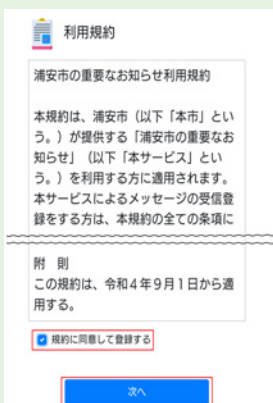 利用規約
浦安市の重要なお知らせ利用規約
本規約は、浦安市（以下「本市」とい
う。）が提供する「浦安市の重要なお
知らせ」（以下「本サービス」とい
う。）を利用する方に適用されます。
本サービスによるメッセージの受信登
録をする方は、本規約の全ての条項に
附　則
この規約は、令和４年９月１日から適
用する。
規約に同意して登録する
次へ